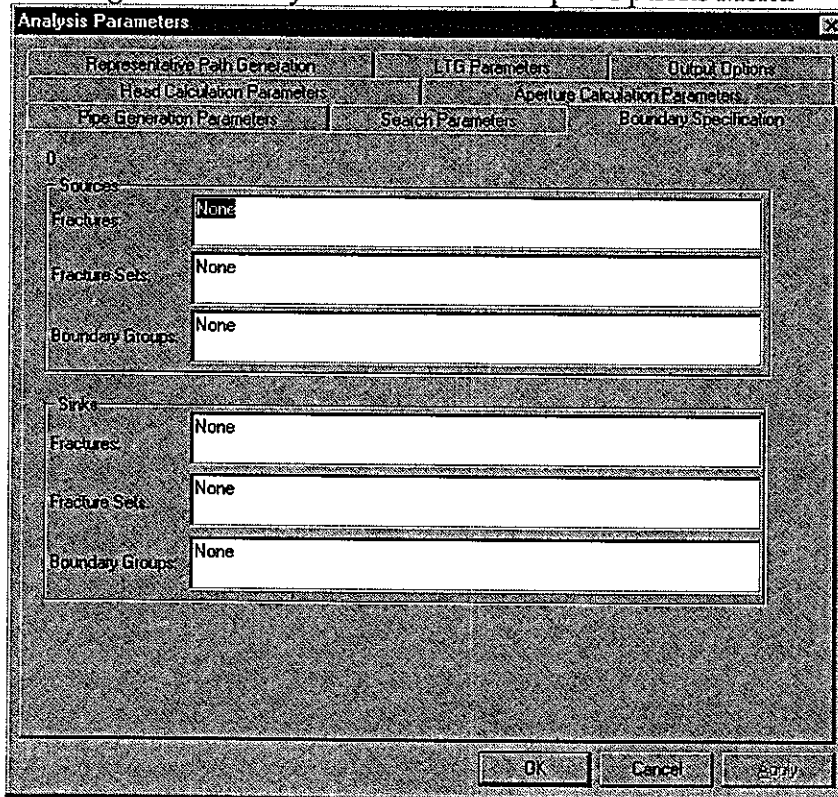 Analysis Parameters
Representative Path Generation LTG Parameters Output Options
Head Calculation Parameters Aperture Calculation Parameters
Pipe Generation Parameters Search Parameters Boundary Specification
0
Sources
Fractures: None
Fracture Sets: None
Boundary Groups: None
Sinks
Fractures: None
Fracture Sets: None
Boundary Groups: None
OK Cancel Apply